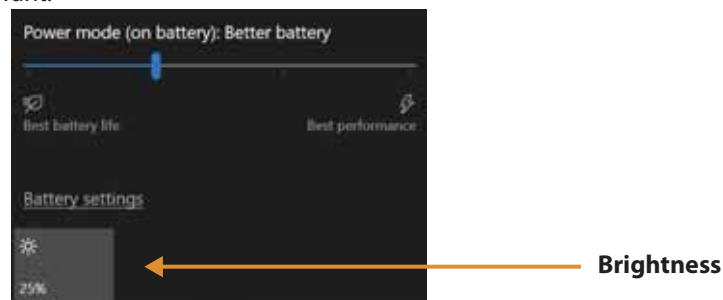 Power mode (on battery): Better battery
Best battery life
Best performance
Battery settings
25%
Brightness